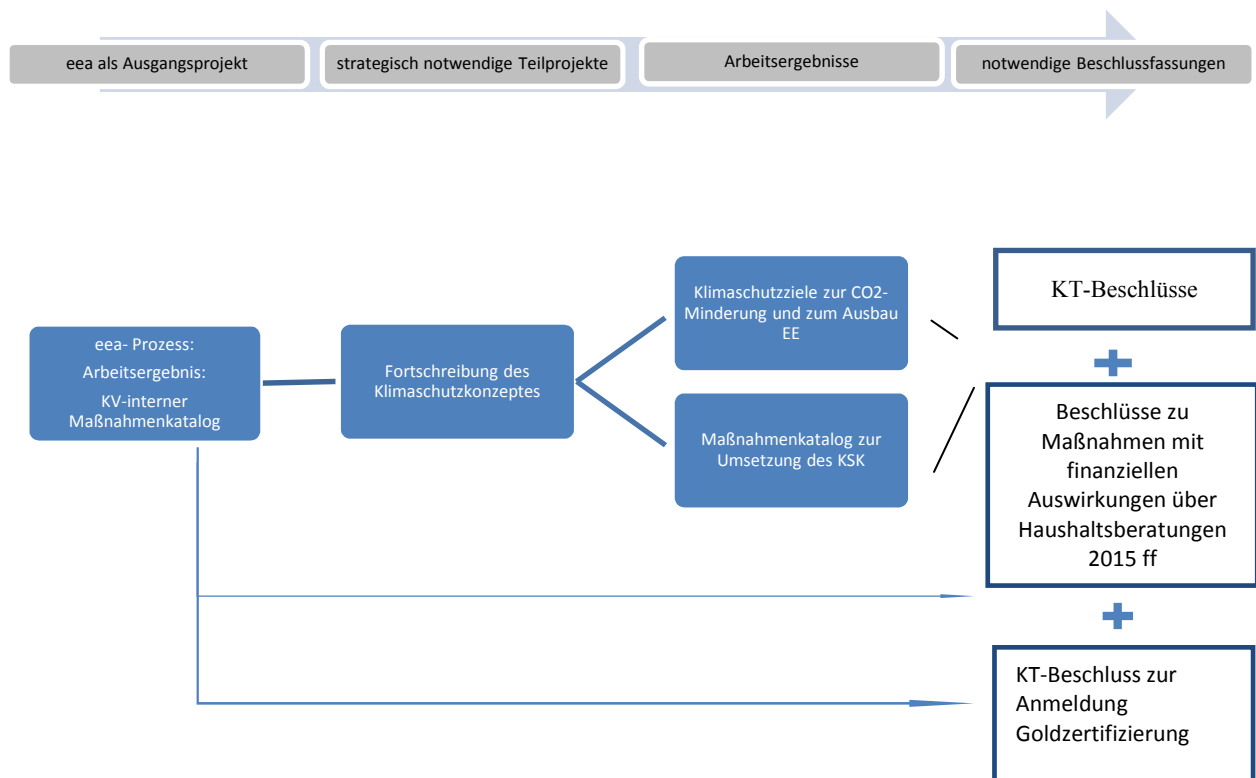 eea als Ausgangsprojekt
strategisch notwendige Teilprojekte
Arbeitsergebnisse
notwendige Beschlussfassungen
eea- Prozess:
Arbeitsergebnis:
KV-interner
Maßnahmenkatalog
Fortschreibung des
Klimaschutzkonzeptes
Klimaschutzziele zur CO2-
Minderung und zum Ausbau
EE
Maßnahmenkatalog zur
Umsetzung des KSK
KT-Beschlüsse
Beschlüsse zu
Maßnahmen mit
finanziellen
Auswirkungen über
Haushaltsberatungen
2015 ff
KT-Beschluss zur
Anmeldung
Goldzertifizierung